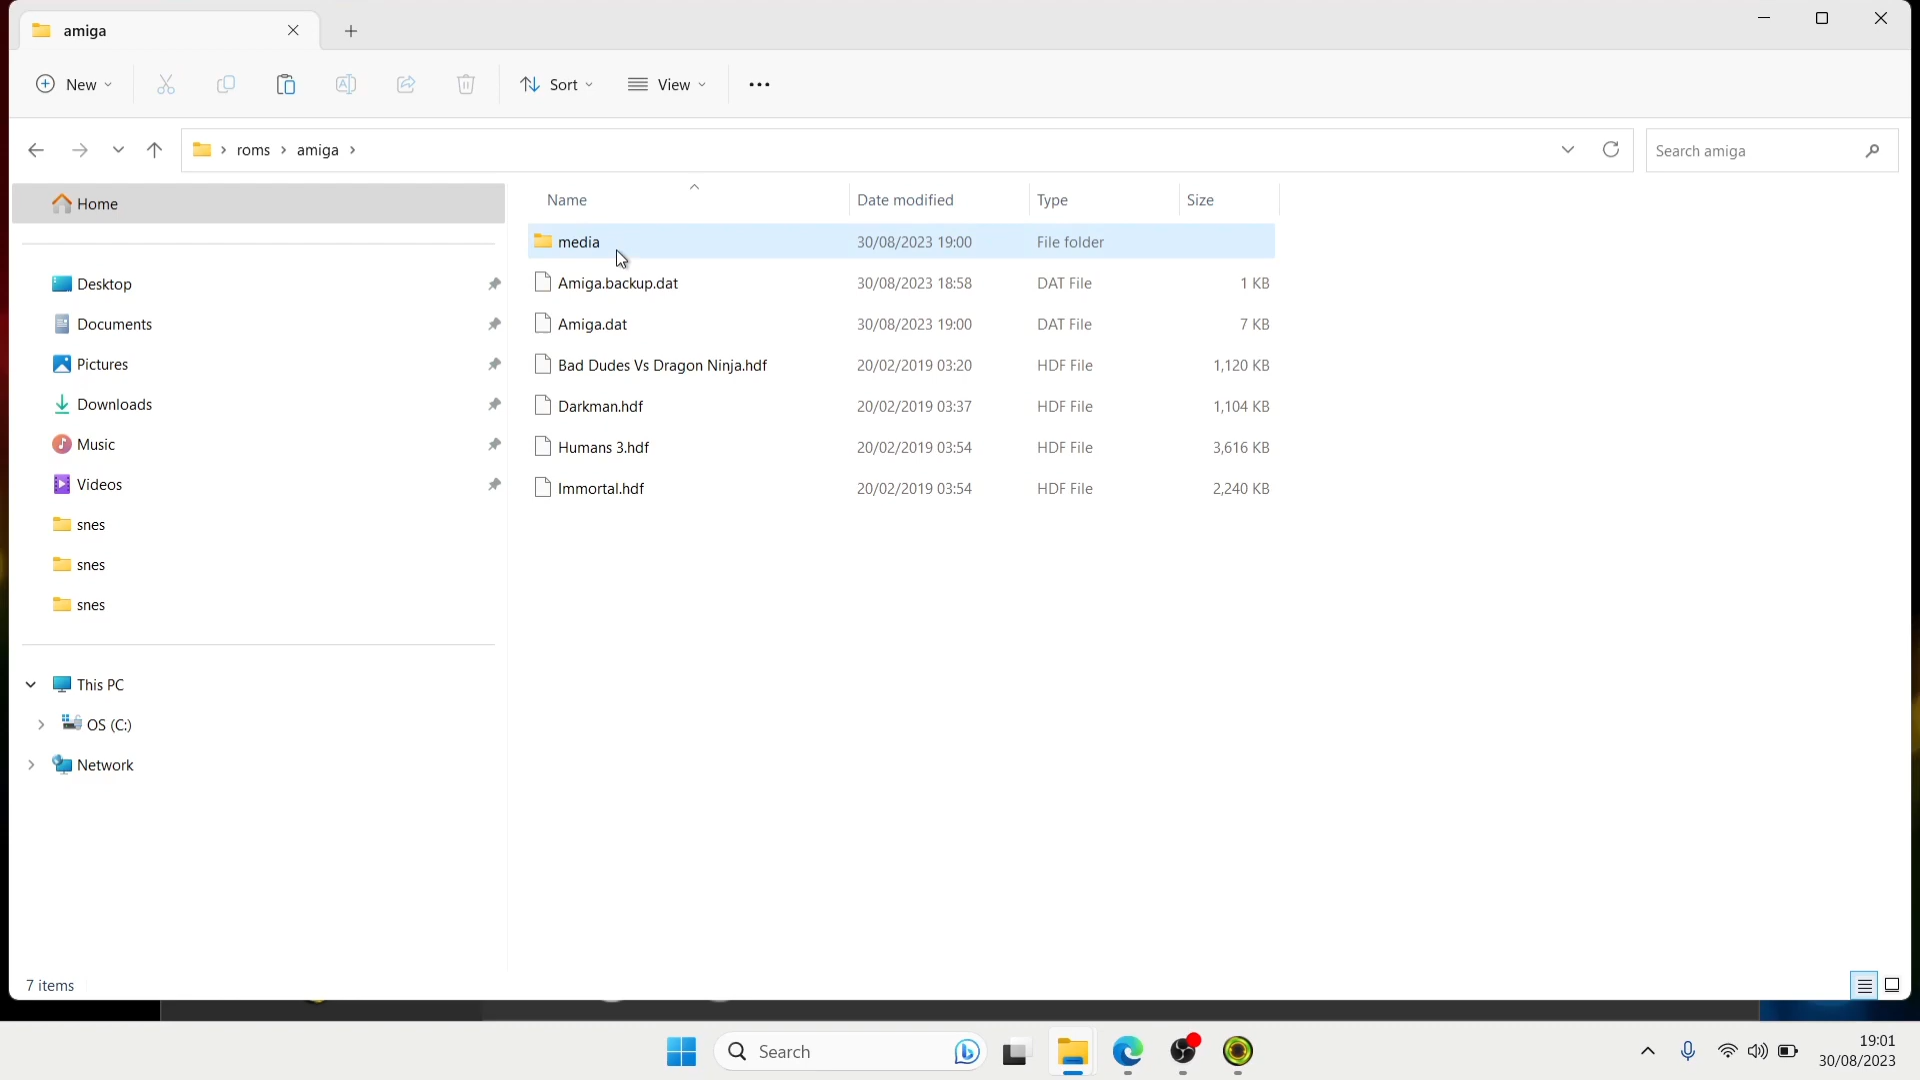 amiga
New
Sort
View
roms
amiga
Search amiga
Home
Name
Date modified
Type
Size
media
30/08/2023 19:00
File folder
Desktop
Amiga.backup.dat
30/08/2023 18:58
DAT File
1 KB
Documents
Amiga.dat
30/08/2023 19:00
DAT File
7 KB
Pictures
Bad Dudes Vs Dragon Ninja.hdf
20/02/2019 03:20
HDF File
1,120 KB
Downloads
Darkman.hdf
20/02/2019 03:37
HDF File
1,104 KB
Music
Humans 3.hdf
20/02/2019 03:54
HDF File
3,616 KB
Videos
Immortal.hdf
20/02/2019 03:54
HDF File
2,240 KB
snes
snes
snes
This PC
OS (C:)
Network
7 items
Search
19:01
30/08/2023